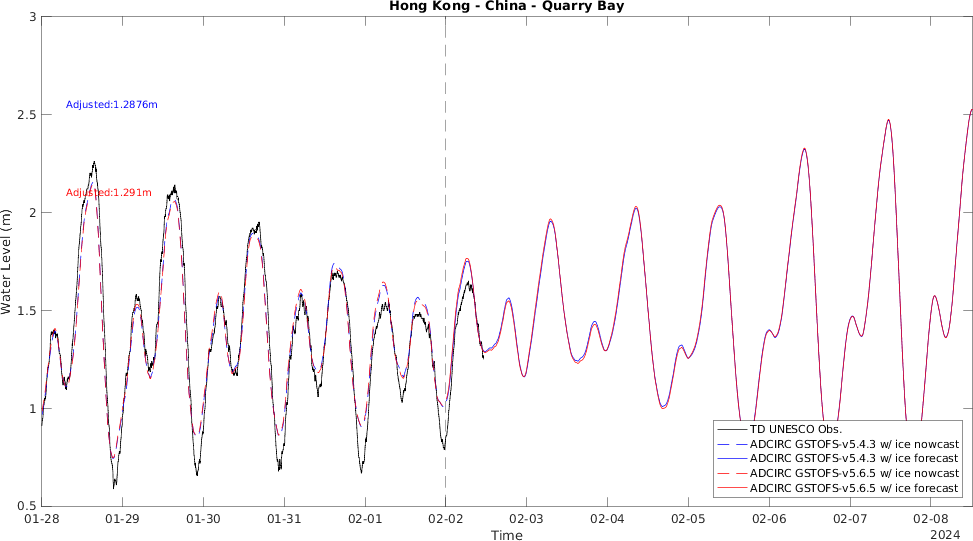 Hong Kong - China - Quarry Bay
3
2.5
2
1.5
1
0.5
Water Level (m)
Adjusted:1.2876m
Adjusted:1.291m
TD UNESCO Obs.
ADCIRC GSTOFS-v5.4.3 w/ ice nowcast
ADCIRC GSTOFS-v5.4.3 w/ ice forecast
ADCIRC GSTOFS-v5.6.5 w/ ice nowcast
ADCIRC GSTOFS-v5.6.5 w/ ice forecast
01-28 01-29 01-30 01-31 02-01 02-02 02-03 02-04 02-05 02-06 02-07 02-08
2024
Time